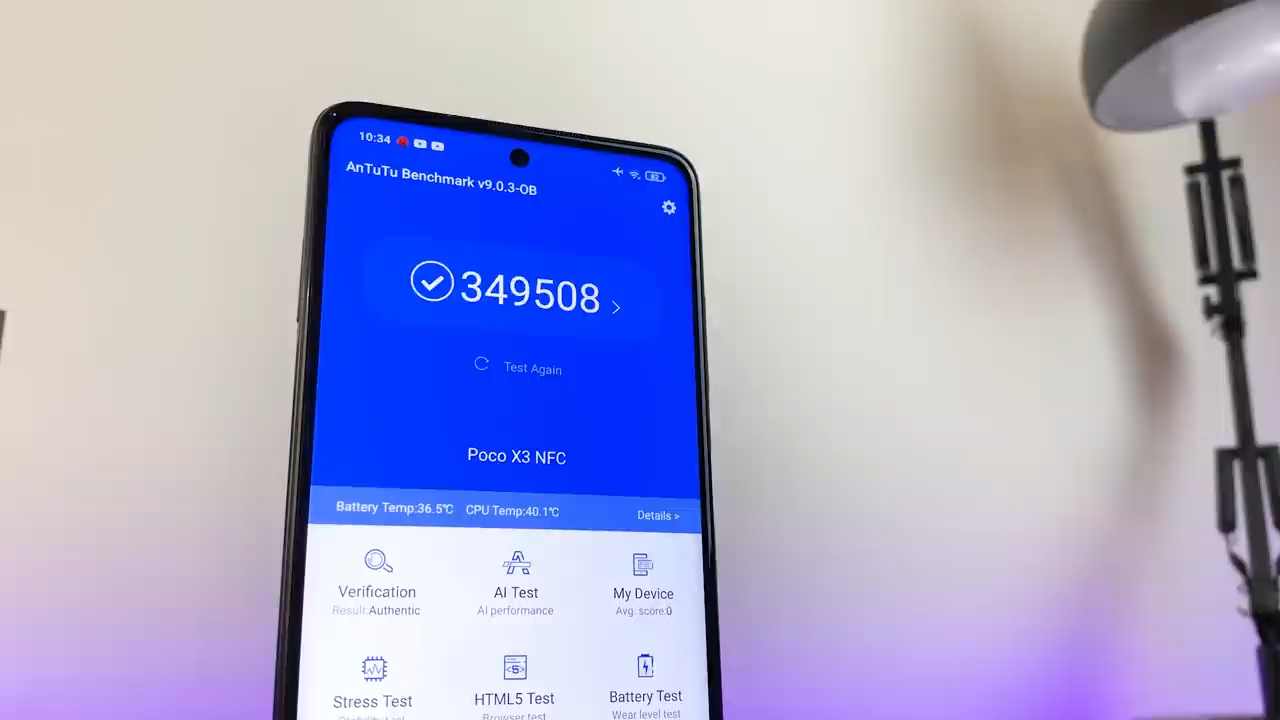 10:34
82
AnTuTu Benchmark v9.0.3-OB
349508 >
Test Again
Poco X3 NFC
Battery Temp:36.5℃ CPU Temp:40.1℃ Details >
Verification AI Test My Device
Result:Authentic AI performance Avg. score:0
Stress Test HTML5 Test Battery Test
Browser test Wear level test